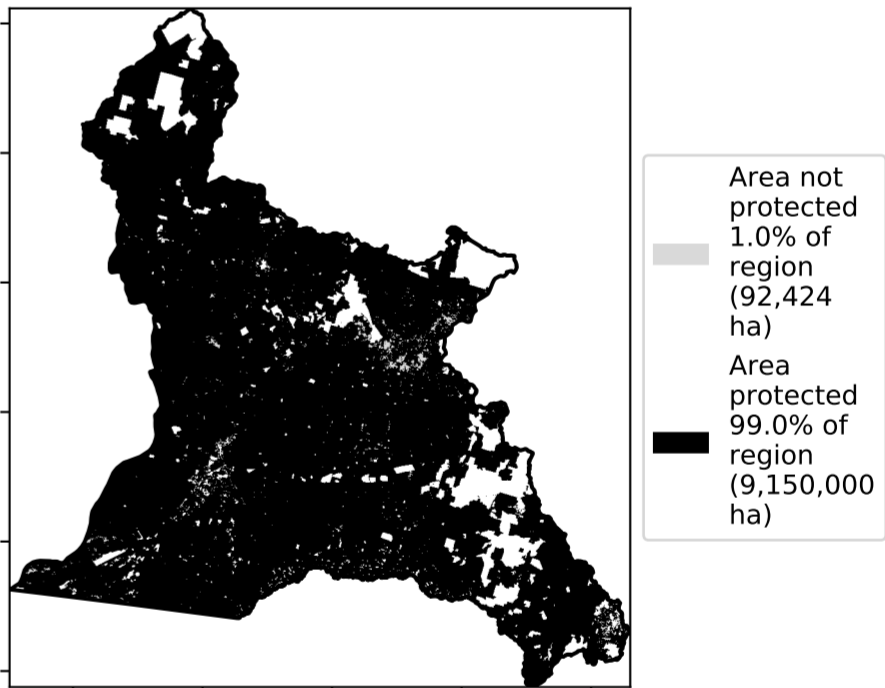 Area not
protected
1.0% of
region
(92,424
ha)
Area
protected
99.0% of
region
(9,150,000
ha)